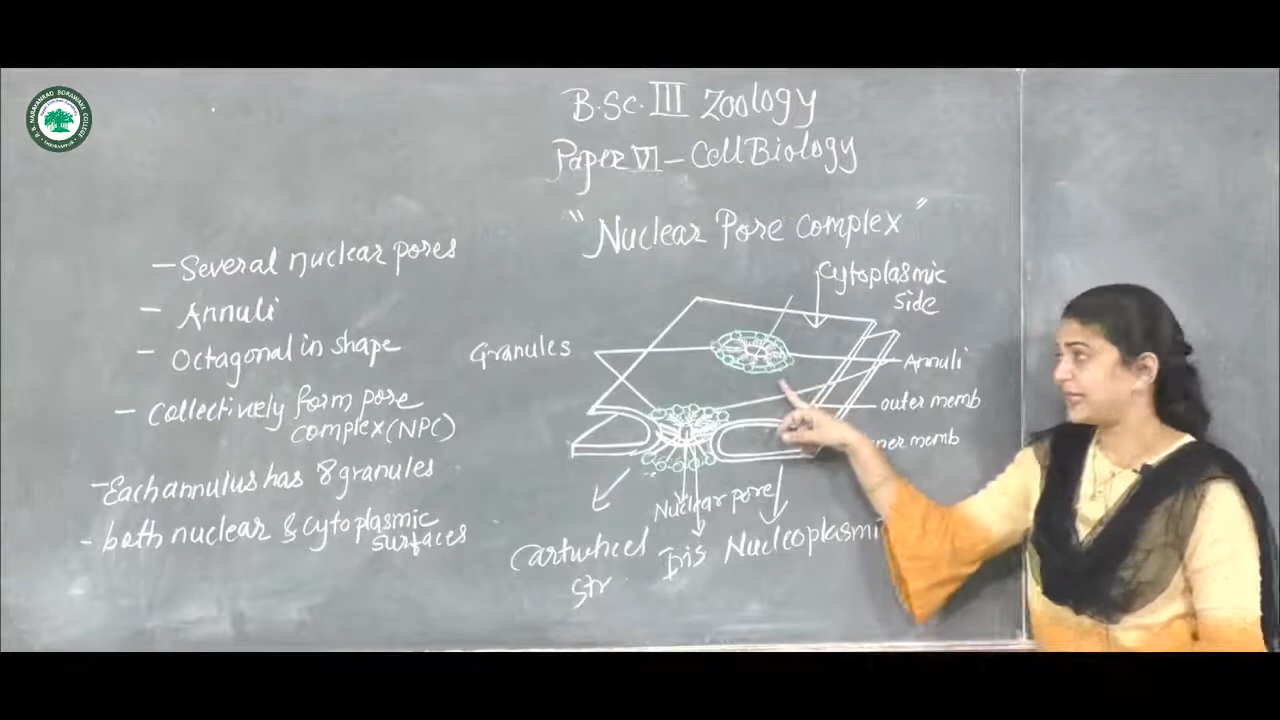 B.Sc. III Zoology
Paper VI - Cell Biology
"Nuclear Pore complex"
- Several nuclear pores
- Annuli
- Octagonal in shape
- Collectively form pore
complex (NPC)
- Each annulus has 8 granules
- both nuclear & cytoplasmic
surfaces
Cytoplasmic
side
Granules
Annuli
outer memb
memb
Nuclear pore
Cartwheel
str
Iris